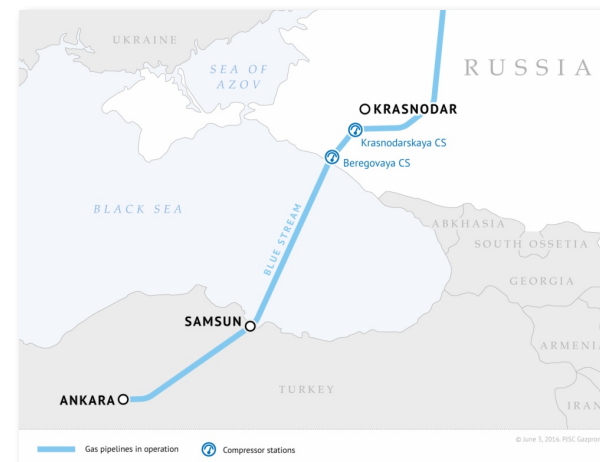 UKRAINE
SEA OF
AZOV
RUSSIA
KRASNODAR
Krasnodarskaya CS
Beregovaya CS
BLACK SEA
BLUE STREAM
ABKHASIA
SOUTH OSSETIA
GEORGIA
SAMSUN
ARMENIA
ANKARA
TURKEY
IRAN
© June 3, 2016, PJSC Gazprom
Gas pipelines in operation
Compressor stations